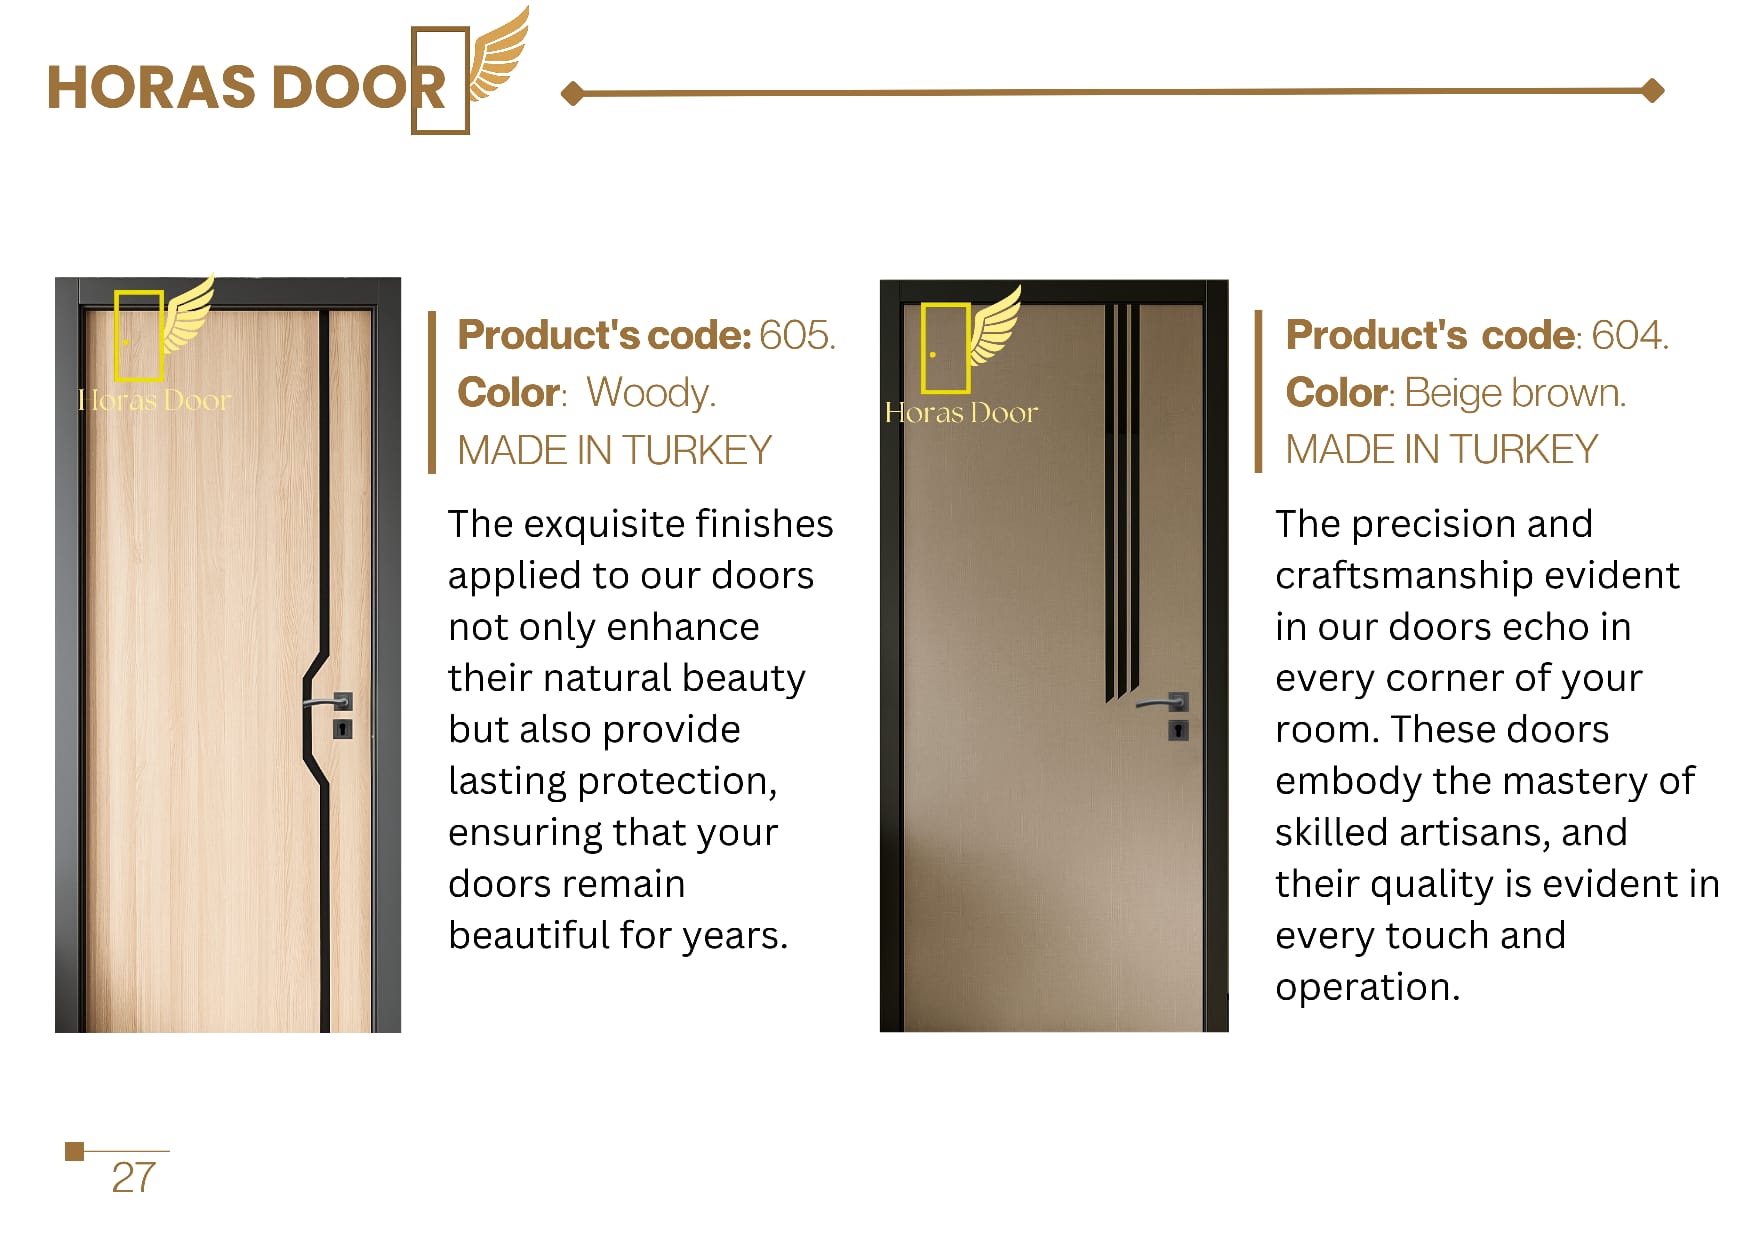 HORAS DOOR
Horas Door
Product's code: 605.
Color: Woody.
MADE IN TURKEY
The exquisite finishes
applied to our doors
not only enhance
their natural beauty
but also provide
lasting protection,
ensuring that your
doors remain
beautiful for years.
Horas Door
Product's code: 604.
Color: Beige brown.
MADE IN TURKEY
The precision and
craftsmanship evident
in our doors echo in
every corner of your
room. These doors
embody the mastery of
skilled artisans, and
their quality is evident in
every touch and
operation.
27